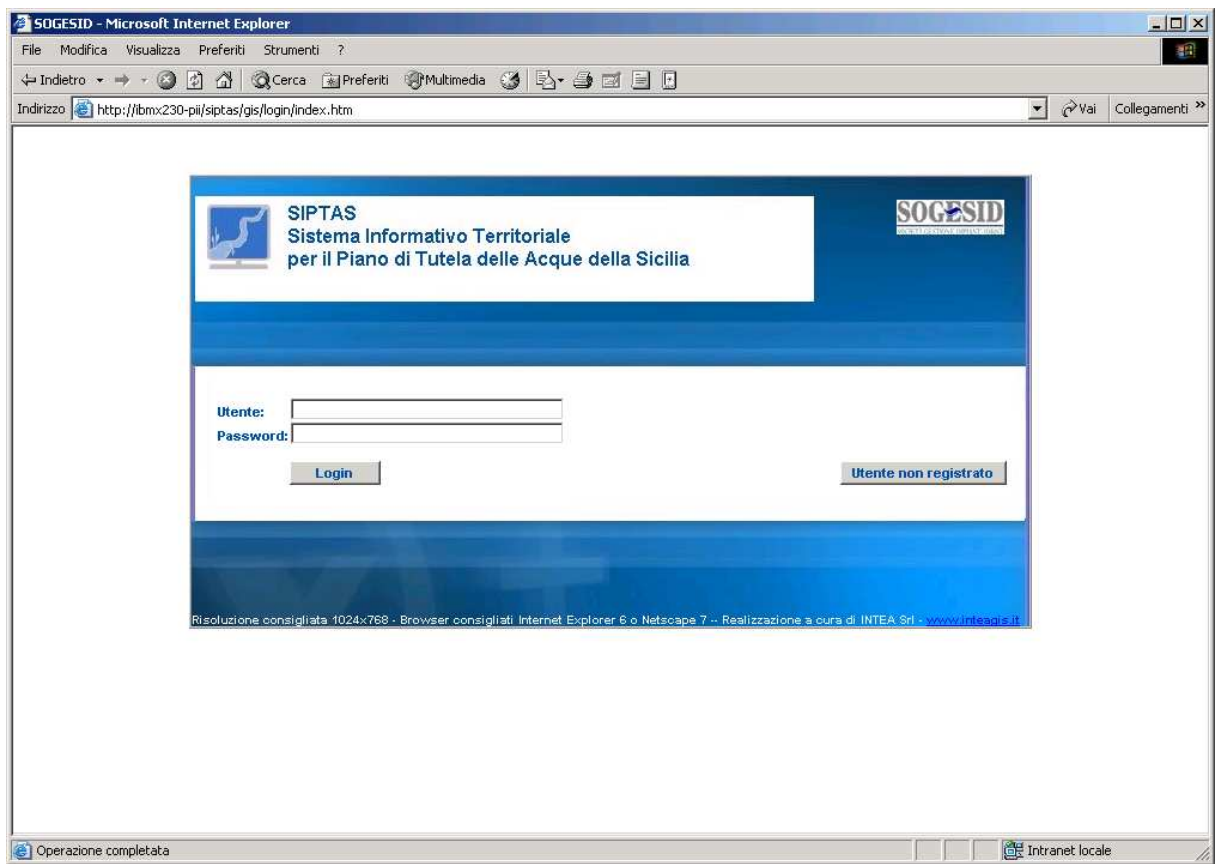 SOGESID - Microsoft Internet Explorer
File Modifica Visualizza Preferiti Strumenti ?
Indietro Cerca Preferiti Multimedia
Indirizzo http://ibmx230-pii/siptas/gis/login/index.htm Vai Collegamenti »
SIPTAS
Sistema Informativo Territoriale
per il Piano di Tutela delle Acque della Sicilia
SOGESID
Utente:
Password:
Login
Utente non registrato
Risoluzione consigliata 1024x768 - Browser consigliati Internet Explorer 6 o Netscape 7 -- Realizzazione a cura di INTEA Srl - www.inteagis.it
Operazione completata
Intranet locale